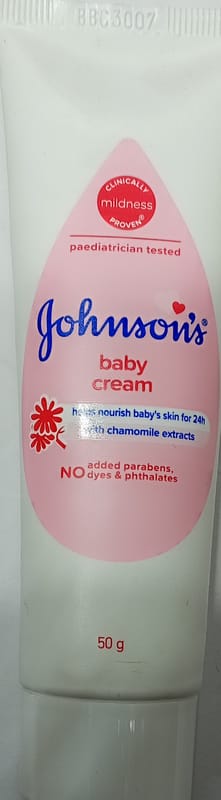 BBC3007
CLINICALLY
mildness
PROVEN®
paediatrician tested
Johnson's®
baby
cream
helps nourish baby's skin for 24h
with chamomile extracts
NO added parabens,
dyes & phthalates
50 g